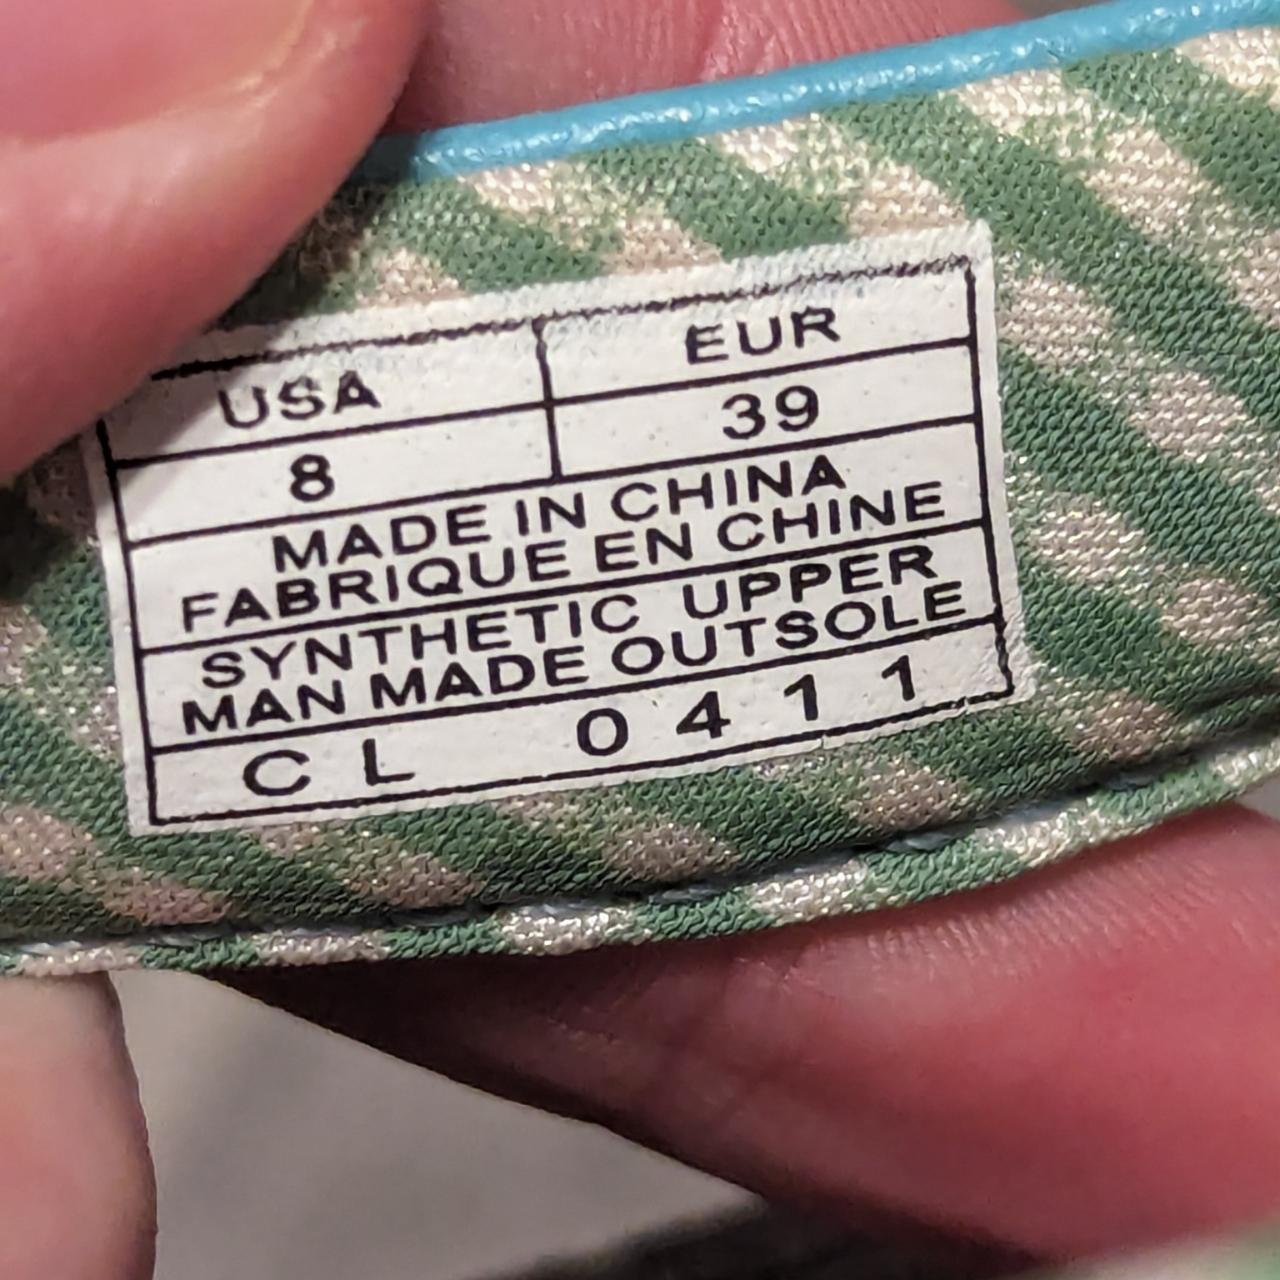 USA EUR
8 39
MADE IN CHINA
FABRIQUE EN CHINE
SYNTHETIC UPPER
MAN MADE OUTSOLE
CL 0411